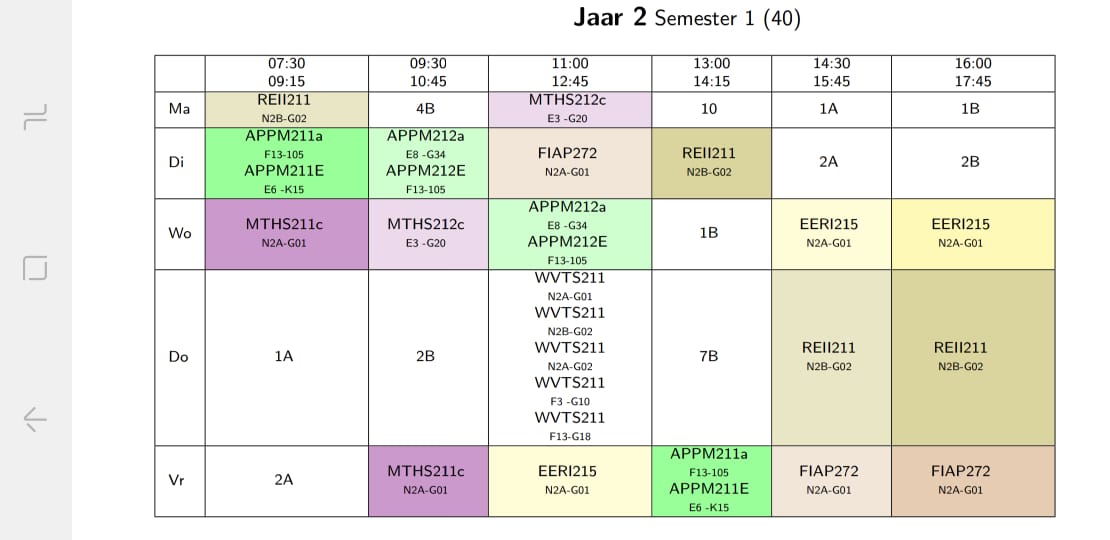 Jaar 2 Semester 1 (40)
07:30 09:30 11:00 13:00 14:30 16:00
09:15 10:45 12:45 14:15 15:45 17:45
Ma
REII211
N2B-G02
4B
MTHS212c
E3 -G20
10
1A
1B
Di
APPM211a
F13-105
APPM211E
E6 -K15
APPM212a
E8 -G34
APPM212E
F13-105
FIAP272
N2A-G01
REII211
N2B-G02
2A
2B
Wo
MTHS211c
N2A-G01
MTHS212c
E3 -G20
APPM212a
E8 -G34
APPM212E
F13-105
1B
EERI215
N2A-G01
EERI215
N2A-G01
Do
1A
2B
WVTS211
N2A-G01
WVTS211
N2B-G02
WVTS211
N2A-G02
WVTS211
F3 -G10
WVTS211
F13-G18
7B
REII211
N2B-G02
REII211
N2B-G02
Vr
2A
MTHS211c
N2A-G01
EERI215
N2A-G01
APPM211a
F13-105
APPM211E
E6 -K15
FIAP272
N2A-G01
FIAP272
N2A-G01